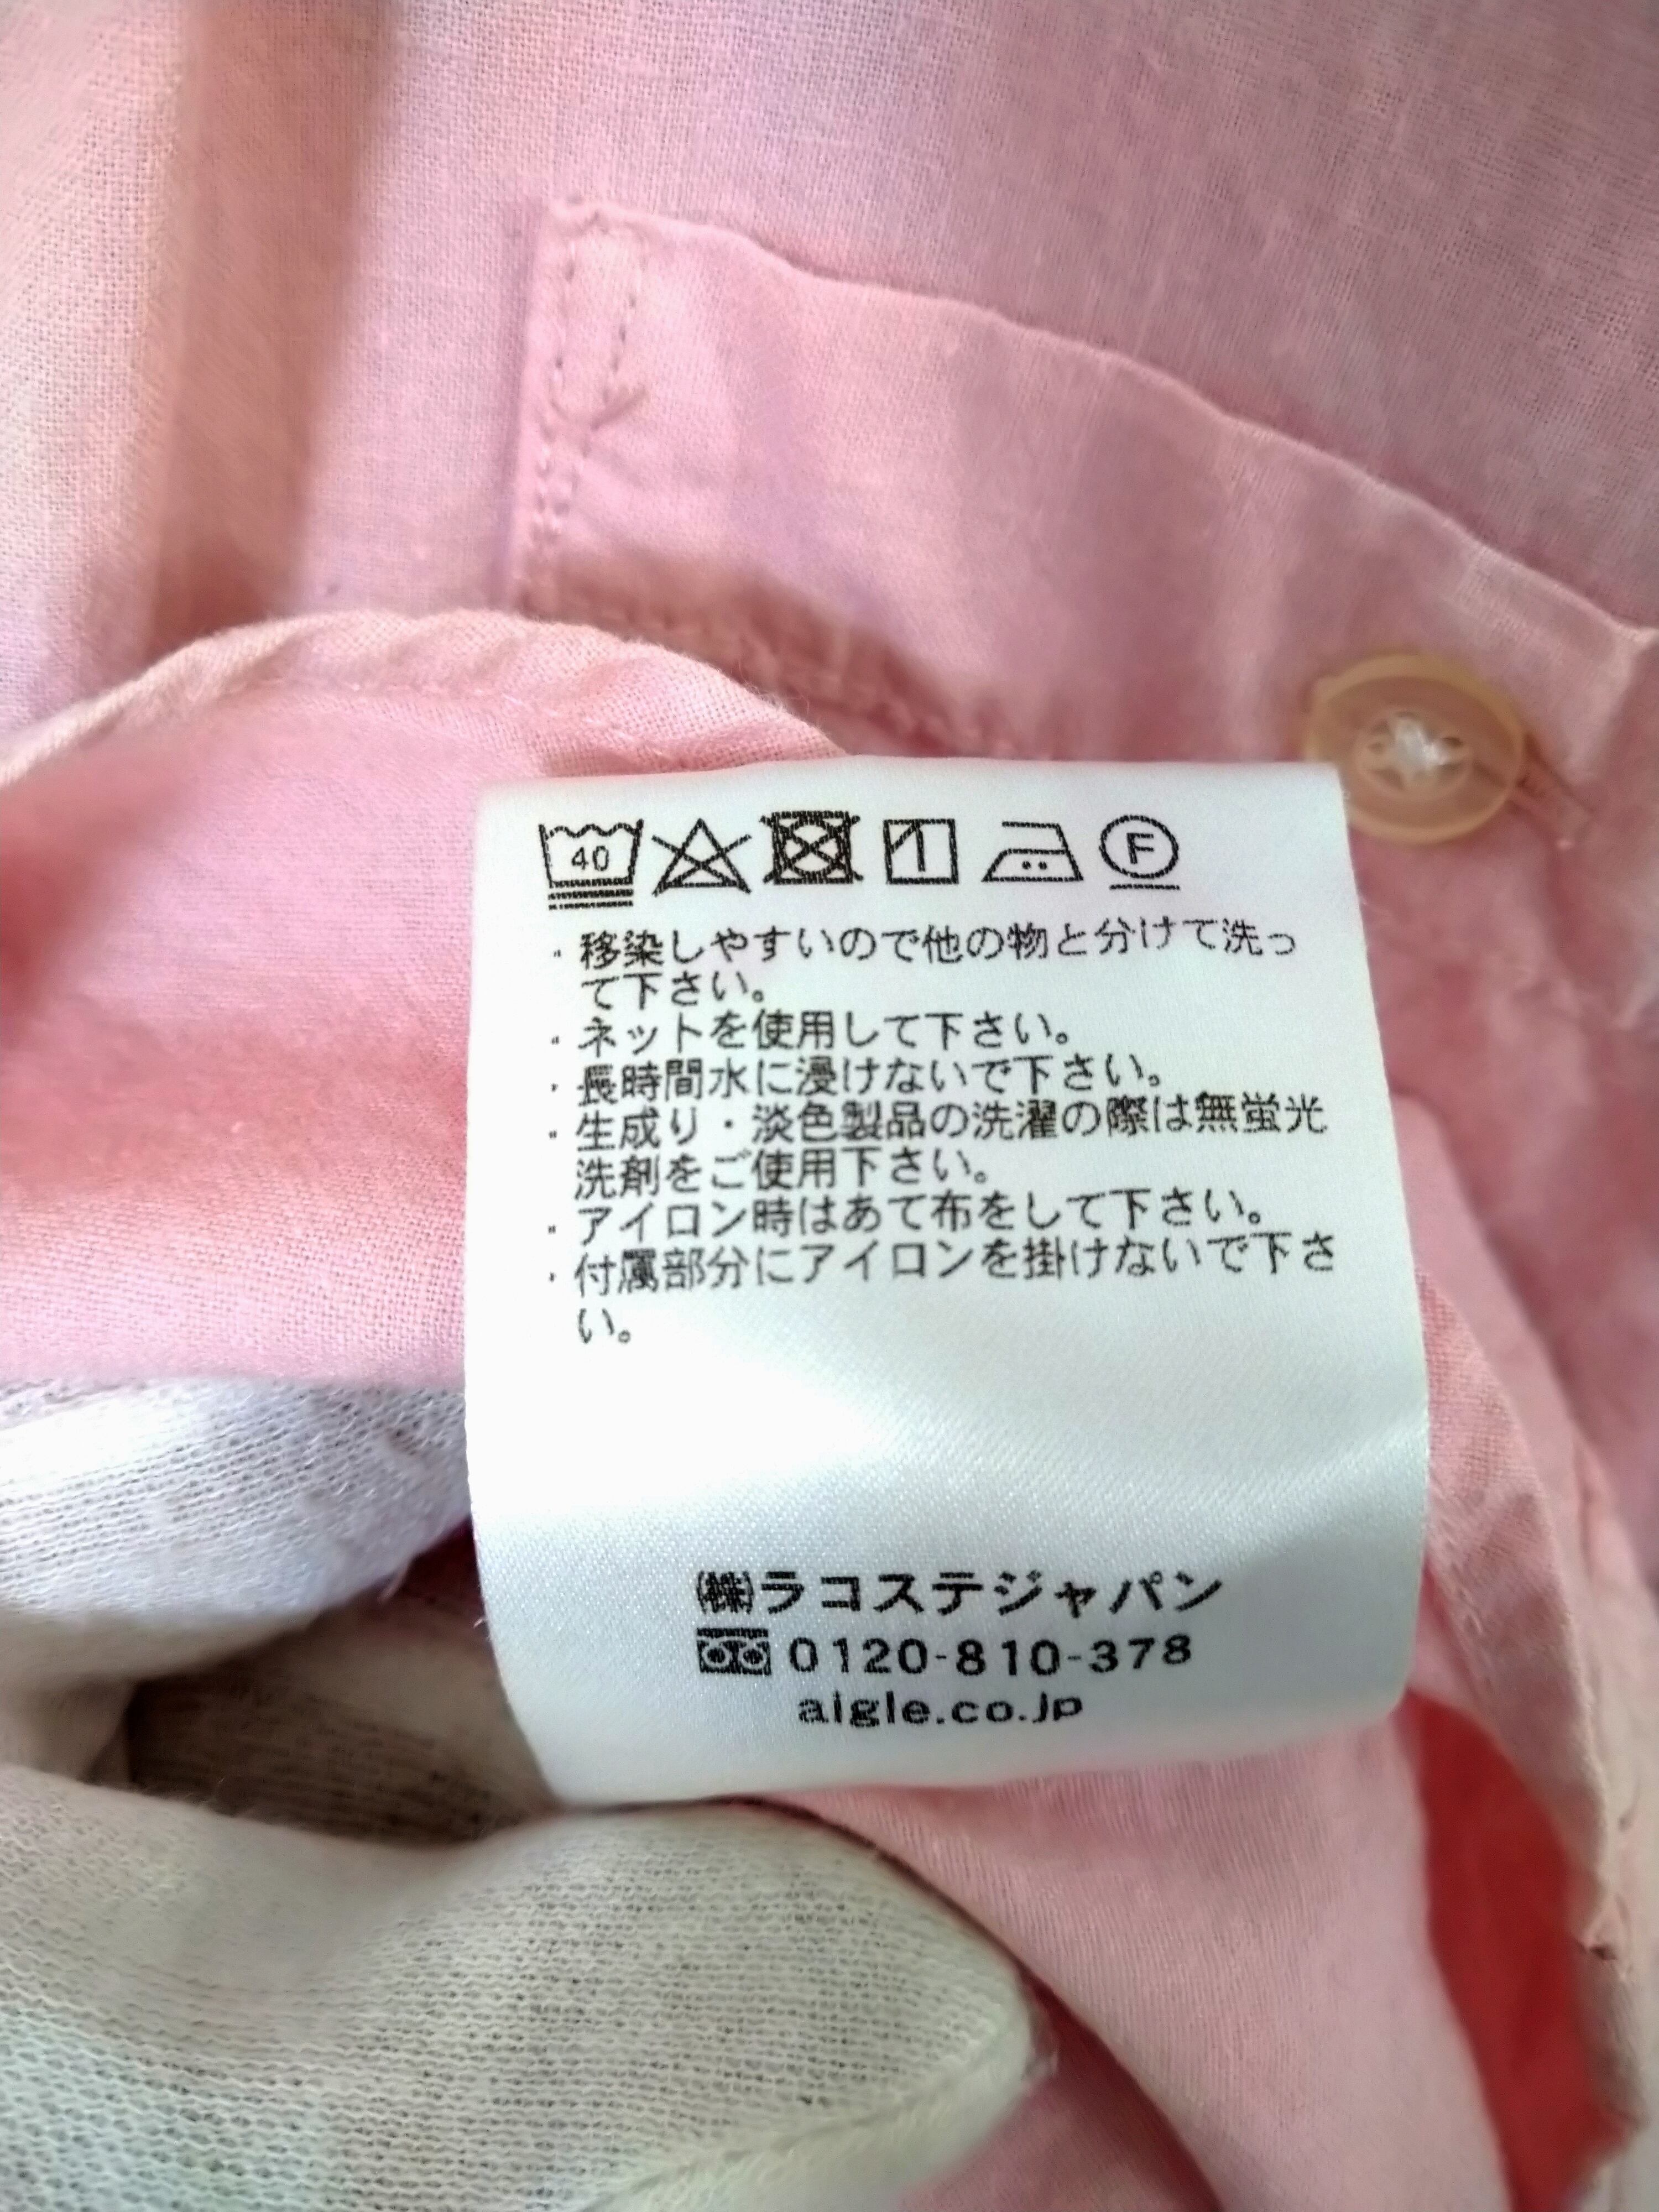 40
F
・移染しやすいので他の物と分けて洗っ
て下さい。
・ネットを使用して下さい。
・長時間水に浸けないで下さい。
・生成り・淡色製品の洗濯の際は無蛍光
洗剤をご使用下さい。
・アイロン時はあて布をして下さい。
・付属部分にアイロンを掛けないで下さ
い。
㈱ラコステジャパン
0120-810-378
aigle.co.jp